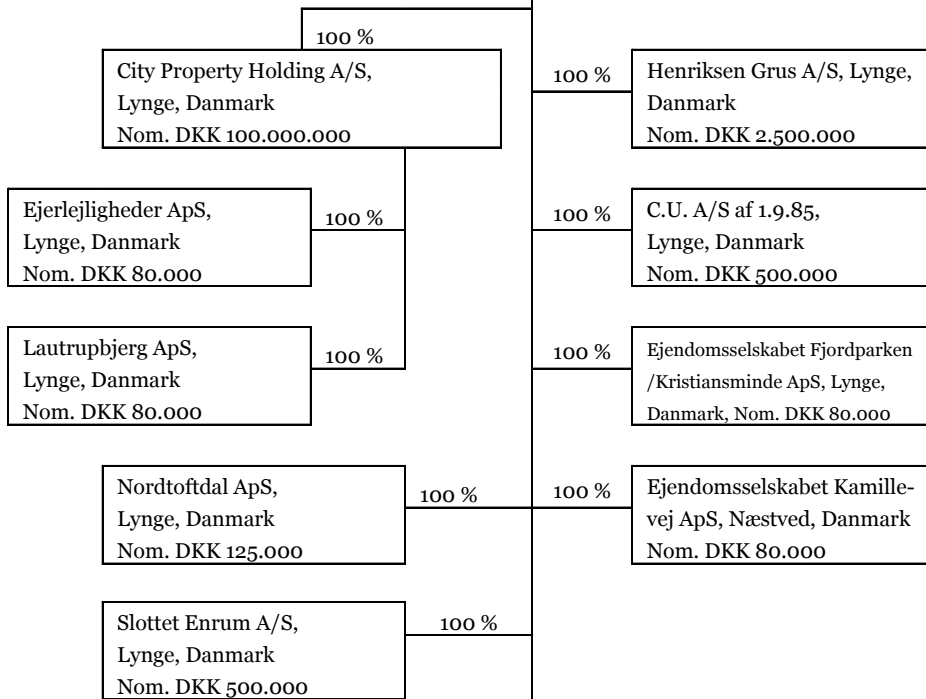 100 %
City Property Holding A/S,
Lynge, Danmark
Nom. DKK 100.000.000
100 %
Henriksen Grus A/S, Lynge,
Danmark
Nom. DKK 2.500.000
Ejerlejligheder ApS,
Lynge, Danmark
Nom. DKK 80.000
100 %
100 %
C.U. A/S af 1.9.85,
Lynge, Danmark
Nom. DKK 500.000
Lautrupbjerg ApS,
Lynge, Danmark
Nom. DKK 80.000
100 %
100 %
Ejendomsselskabet Fjordparken
/Kristiansminde ApS, Lynge,
Danmark, Nom. DKK 80.000
Nordtoftdal ApS,
Lynge, Danmark
Nom. DKK 125.000
100 %
100 %
Ejendomsselskabet Kamille-
vej ApS, Næstved, Danmark
Nom. DKK 80.000
Slottet Enrum A/S,
Lynge, Danmark
Nom. DKK 500.000
100 %